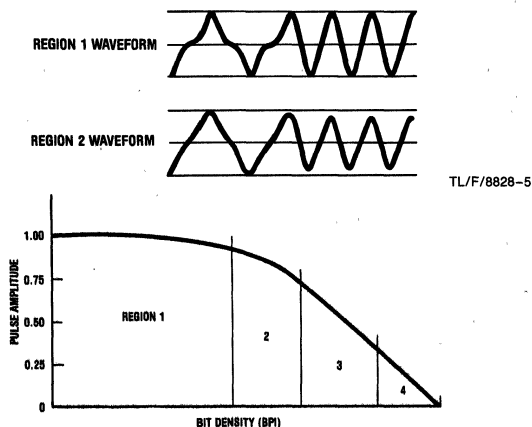 REGION 1 WAVEFORM
REGION 2 WAVEFORM
TL/F/8828-5
PULSE AMPLITUDE
1.00
0.75
0.50
0.25
0
REGION 1
2
3
4
BIT DENSITY (BPI)